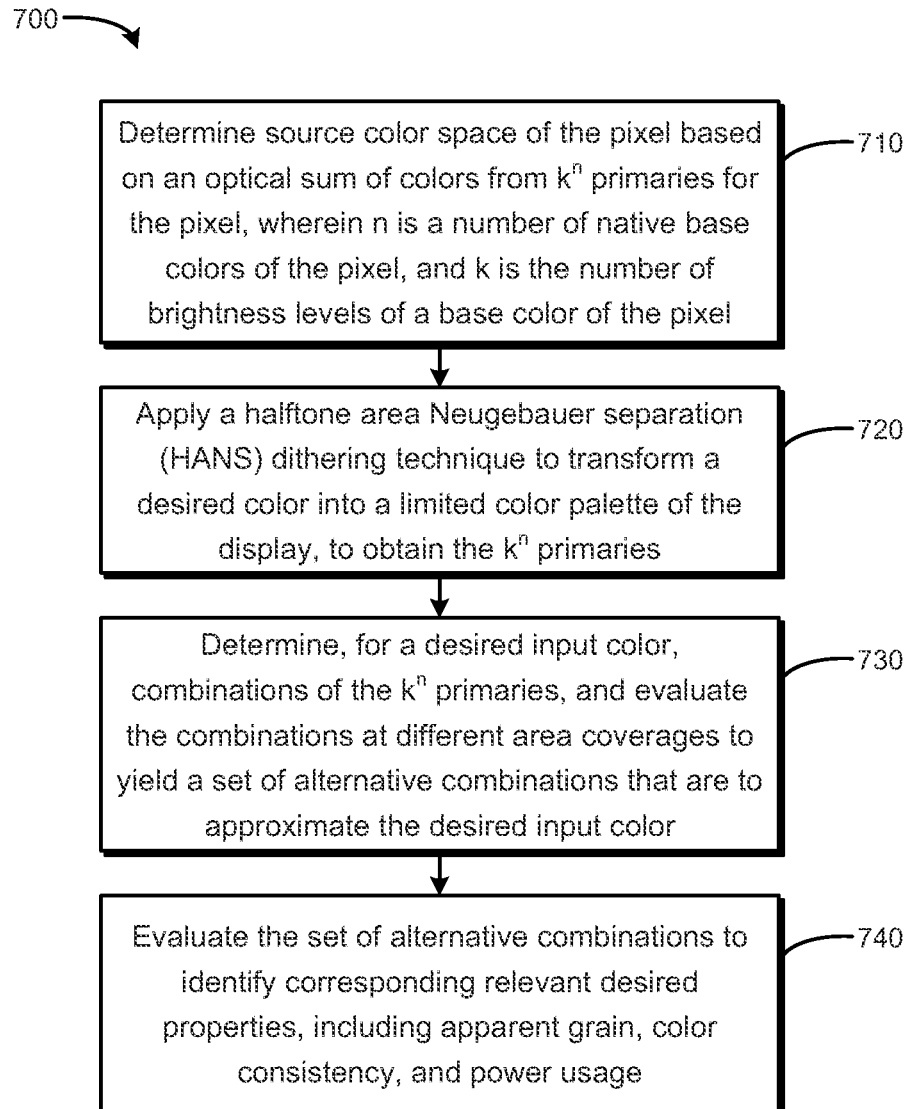 700
Determine source color space of the pixel based
on an optical sum of colors from kⁿ primaries for
the pixel, wherein n is a number of native base
colors of the pixel, and k is the number of
brightness levels of a base color of the pixel
710
Apply a halftone area Neugebauer separation
(HANS) dithering technique to transform a
desired color into a limited color palette of the
display, to obtain the kⁿ primaries
720
Determine, for a desired input color,
combinations of the kⁿ primaries, and evaluate
the combinations at different area coverages to
yield a set of alternative combinations that are to
approximate the desired input color
730
Evaluate the set of alternative combinations to
identify corresponding relevant desired
properties, including apparent grain, color
consistency, and power usage
740